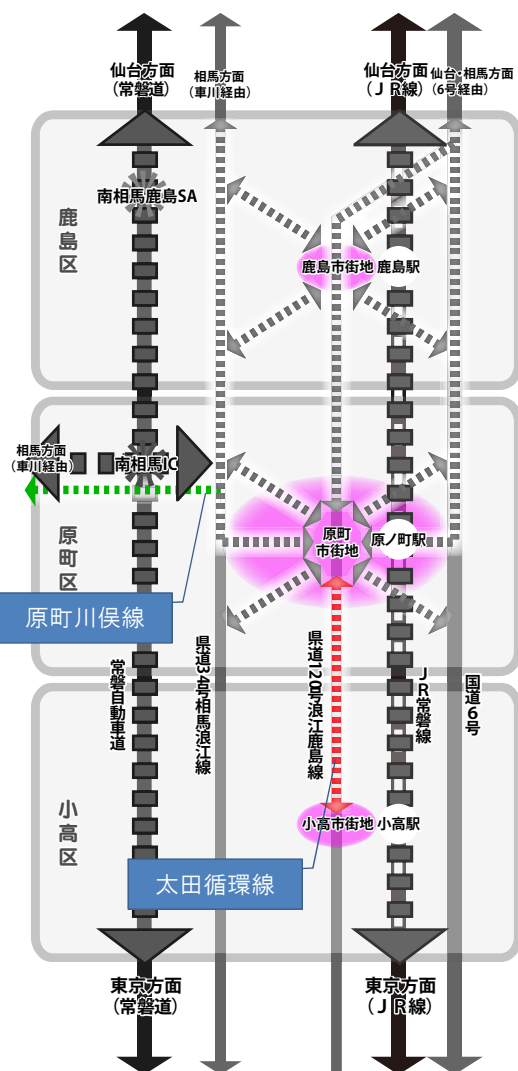 仙台方面
（常磐道）
相馬方面
（車川経由）
仙台方面
（ＪＲ線）
仙台・相馬方面
（6号経由）
鹿島区
南相馬鹿島SA
鹿島市街地
鹿島駅
相馬方面
（車川経由）
南相馬IC
原町区
原町
市街地
原ノ町駅
原町川俣線
常磐自動車道
県道34号相馬浪江線
県道120号浪江鹿島線
ＪＲ常磐線
国道６号
小高区
小高市街地
小高駅
太田循環線
東京方面
（常磐道）
東京方面
（ＪＲ線）